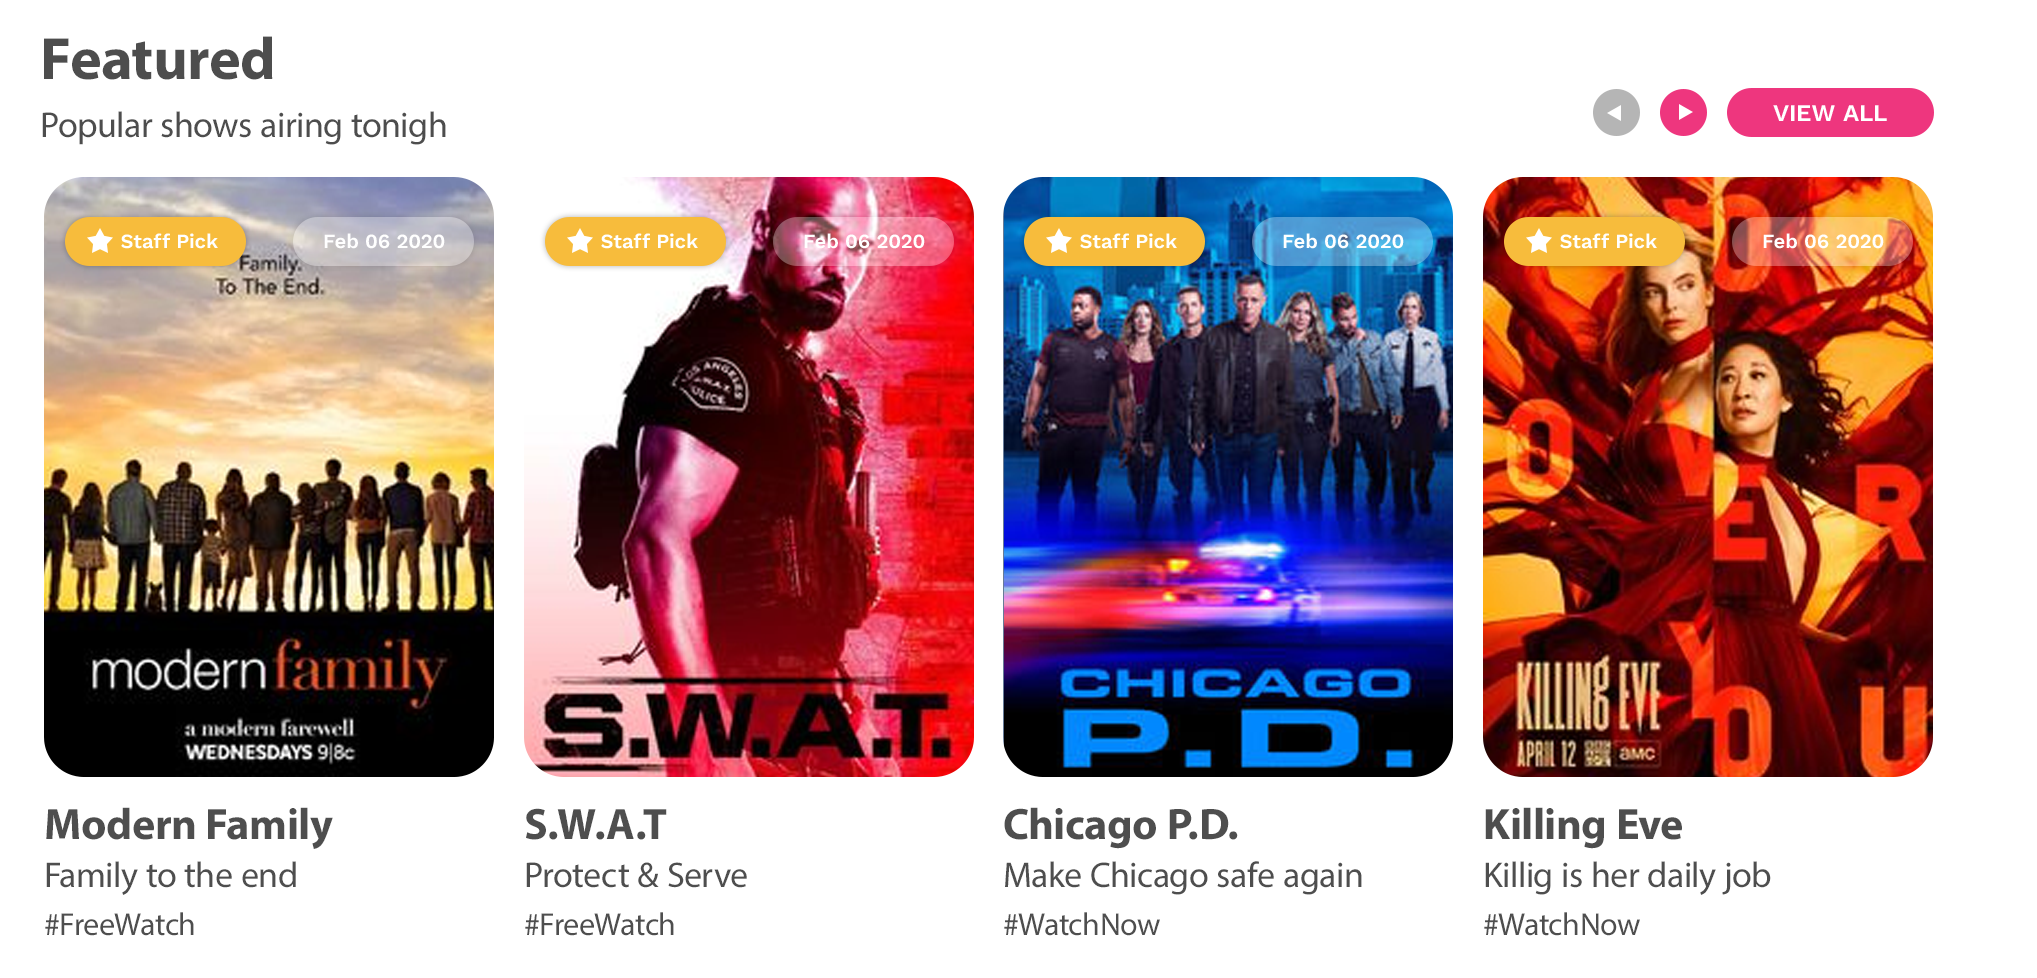 Featured
Popular shows airing tonigh
VIEW ALL
Staff Pick
Feb 06 2020
Family.
To The End.
modern family
a modern farewell
WEDNESDAYS 9|8c
Modern Family
Family to the end
#FreeWatch
Staff Pick
Feb 06 2020
LOS ANGELES
S.W.A.T.
POLICE
S.W.A.T.
S.W.A.T
Protect & Serve
#FreeWatch
Staff Pick
Feb 06 2020
CHICAGO
P.D.
Chicago P.D.
Make Chicago safe again
#WatchNow
Staff Pick
Feb 06 2020
SO
OVER
YOU
KILLING EVE
APRIL 12
aMC
Killing Eve
Killig is her daily job
#WatchNow